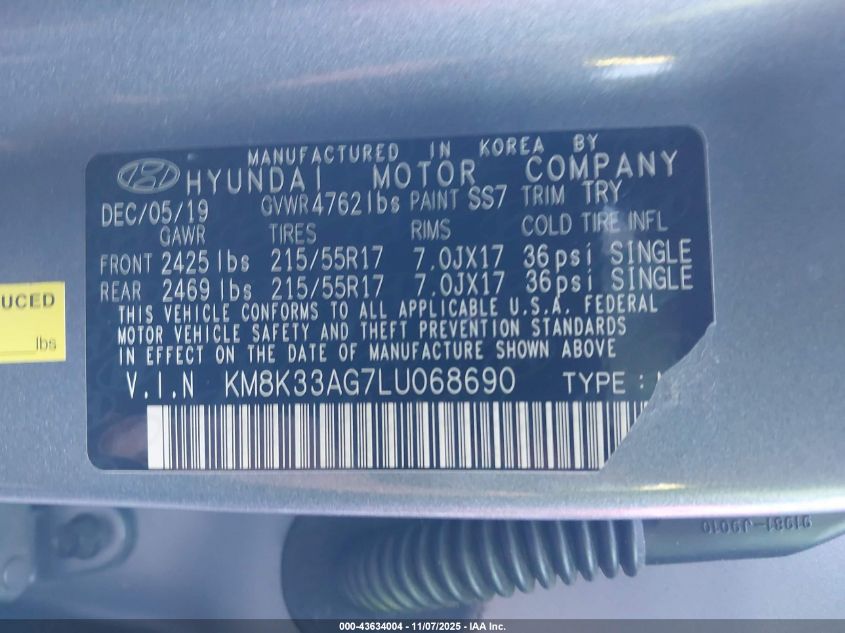 MANUFACTURED IN KOREA BY
HYUNDAI MOTOR COMPANY
DEC/05/19 GVWR 4762 lbs PAINT SS7 TRIM TRY
GAWR TIRES RIMS COLD TIRE INFL
FRONT 2425 lbs 215/55R17 7.0JX17 36 psi SINGLE
REAR 2469 lbs 215/55R17 7.0JX17 36 psi SINGLE
THIS VEHICLE CONFORMS TO ALL APPLICABLE U.S.A. FEDERAL
MOTOR VEHICLE SAFETY AND THEFT PREVENTION STANDARDS
IN EFFECT ON THE DATE OF MANUFACTURE SHOWN ABOVE
V.I.N KM8K33AG7LU068690 TYPE :
UCED
lbs
91981-J9010
000-43634004 - 11/07/2025 - IAA Inc.